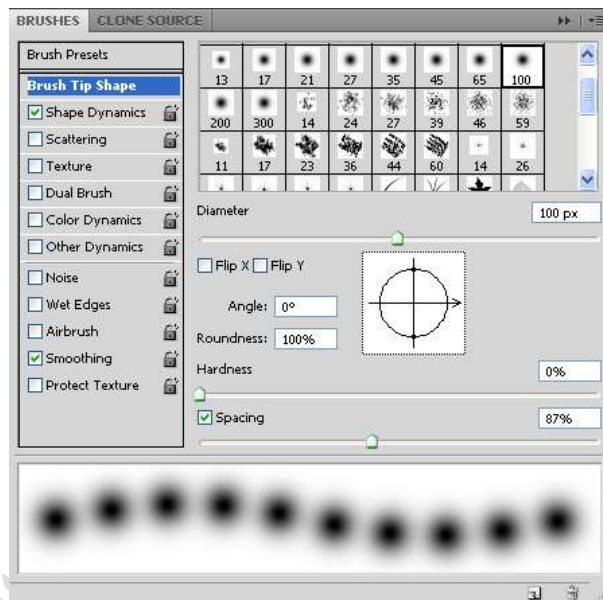 BRUSHES CLONE SOURCE
Brush Presets
Brush Tip Shape
Shape Dynamics
Scattering
Texture
Dual Brush
Color Dynamics
Other Dynamics
Noise
Wet Edges
Airbrush
Smoothing
Protect Texture
13 17 21 27 35 45 65 100
200 300 14 24 27 39 46 59
11 17 23 36 44 60 14 26
Diameter 100 px
Flip X Flip Y
Angle: 0°
Roundness: 100%
Hardness 0%
Spacing 87%